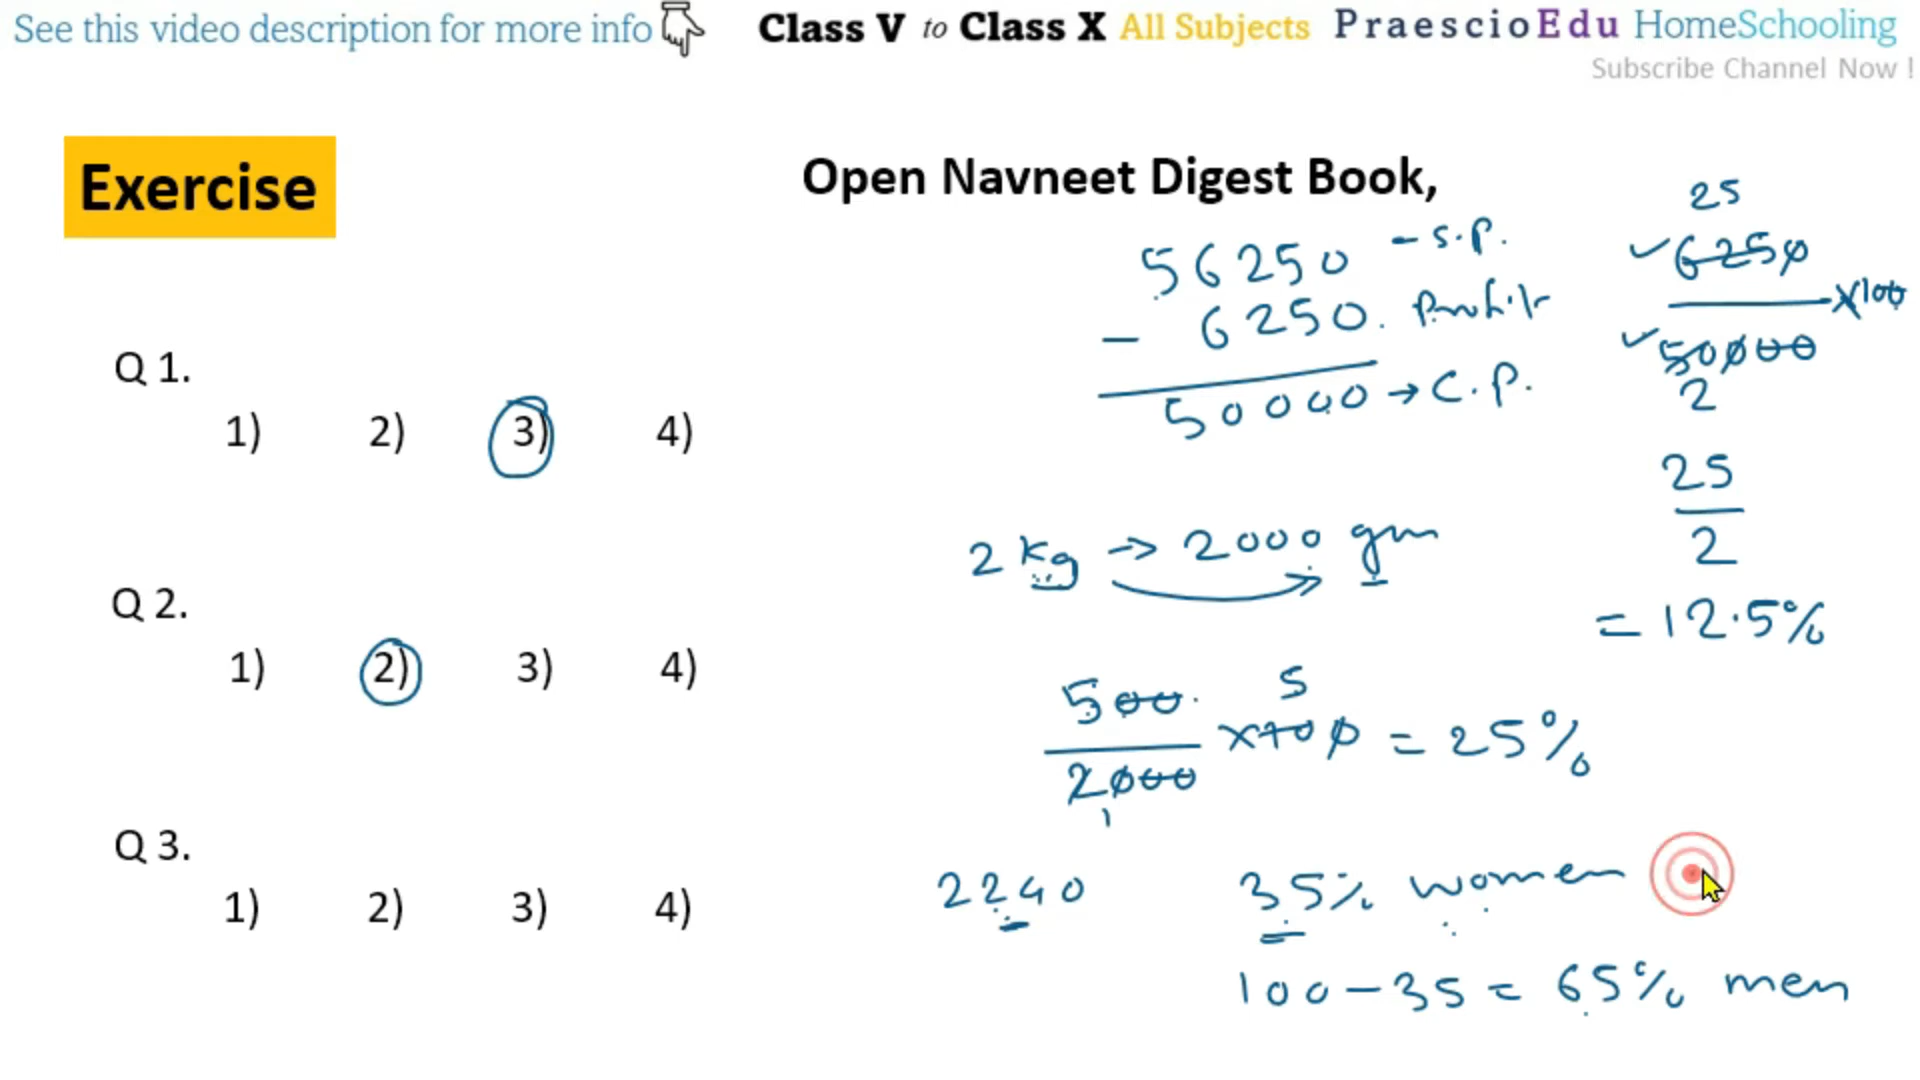 See this video description for more info
Class V to Class X All Subjects PraescioEdu HomeSchooling
Subscribe Channel Now !
Exercise
Open Navneet Digest Book,
56250 - S.P.
- 6250. Profit
50000 → C.P.
25
6250
50000
×100
2
25
2
= 12.5%
Q 1.
1) 2) 3) 4)
2 kg → 2000 gm
Q 2.
1) 2) 3) 4)
5
500
2000
×100 = 25%
1
Q 3.
1) 2) 3) 4)
2240 35% women
100 - 35 = 65% men